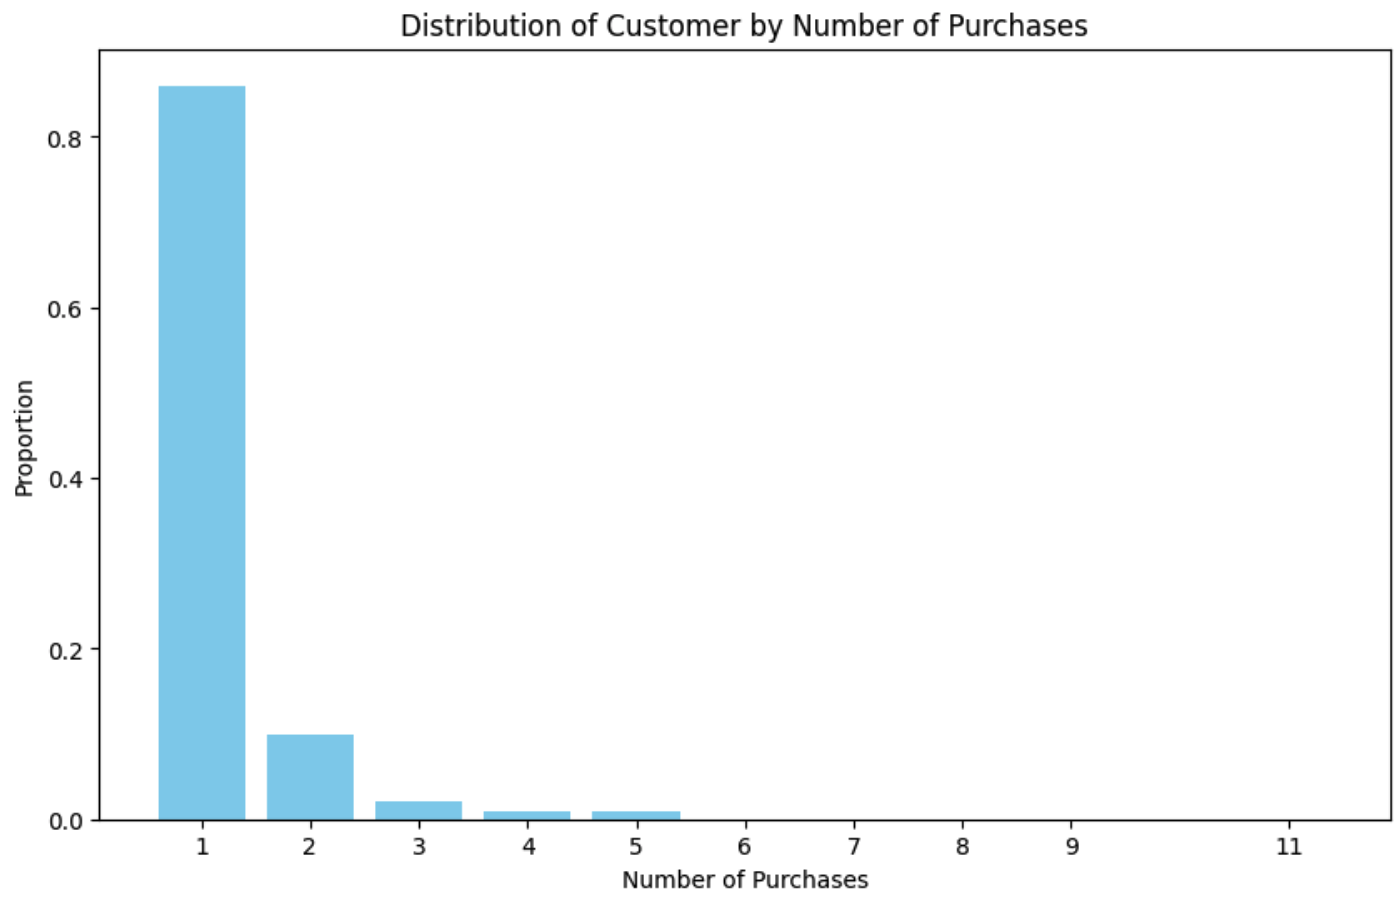 Distribution of Customer by Number of Purchases
0.8
0.6
0.4
0.2
0.0
Proportion
1 2 3 4 5 6 7 8 9 11
Number of Purchases